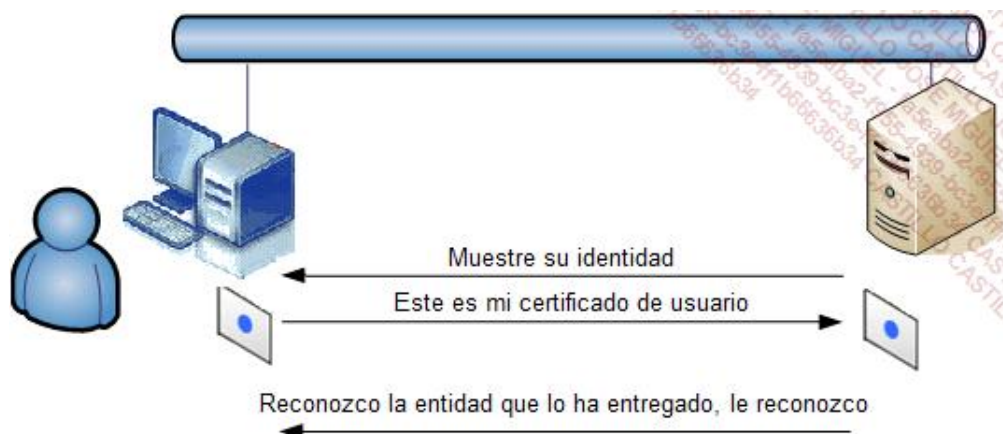 Muestre su identidad
Este es mi certificado de usuario
Reconozco la entidad que lo ha entregado, le reconozco